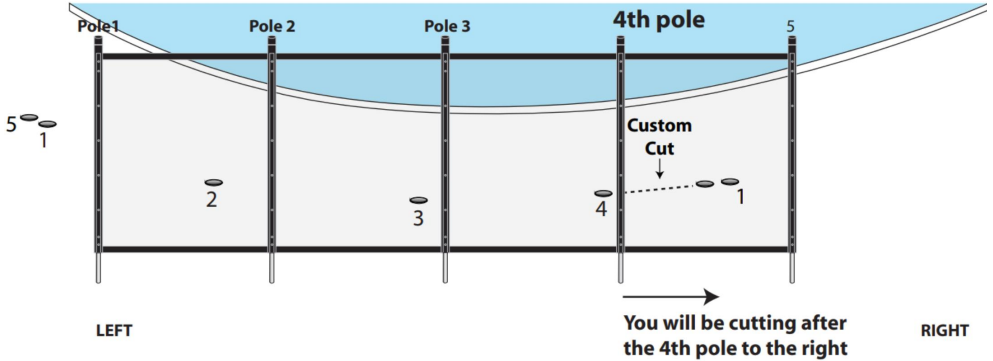 Pole1 Pole 2 Pole 3 4th pole 5
Custom
Cut
5 1
2 3 4 1
You will be cutting after
the 4th pole to the right
LEFT RIGHT